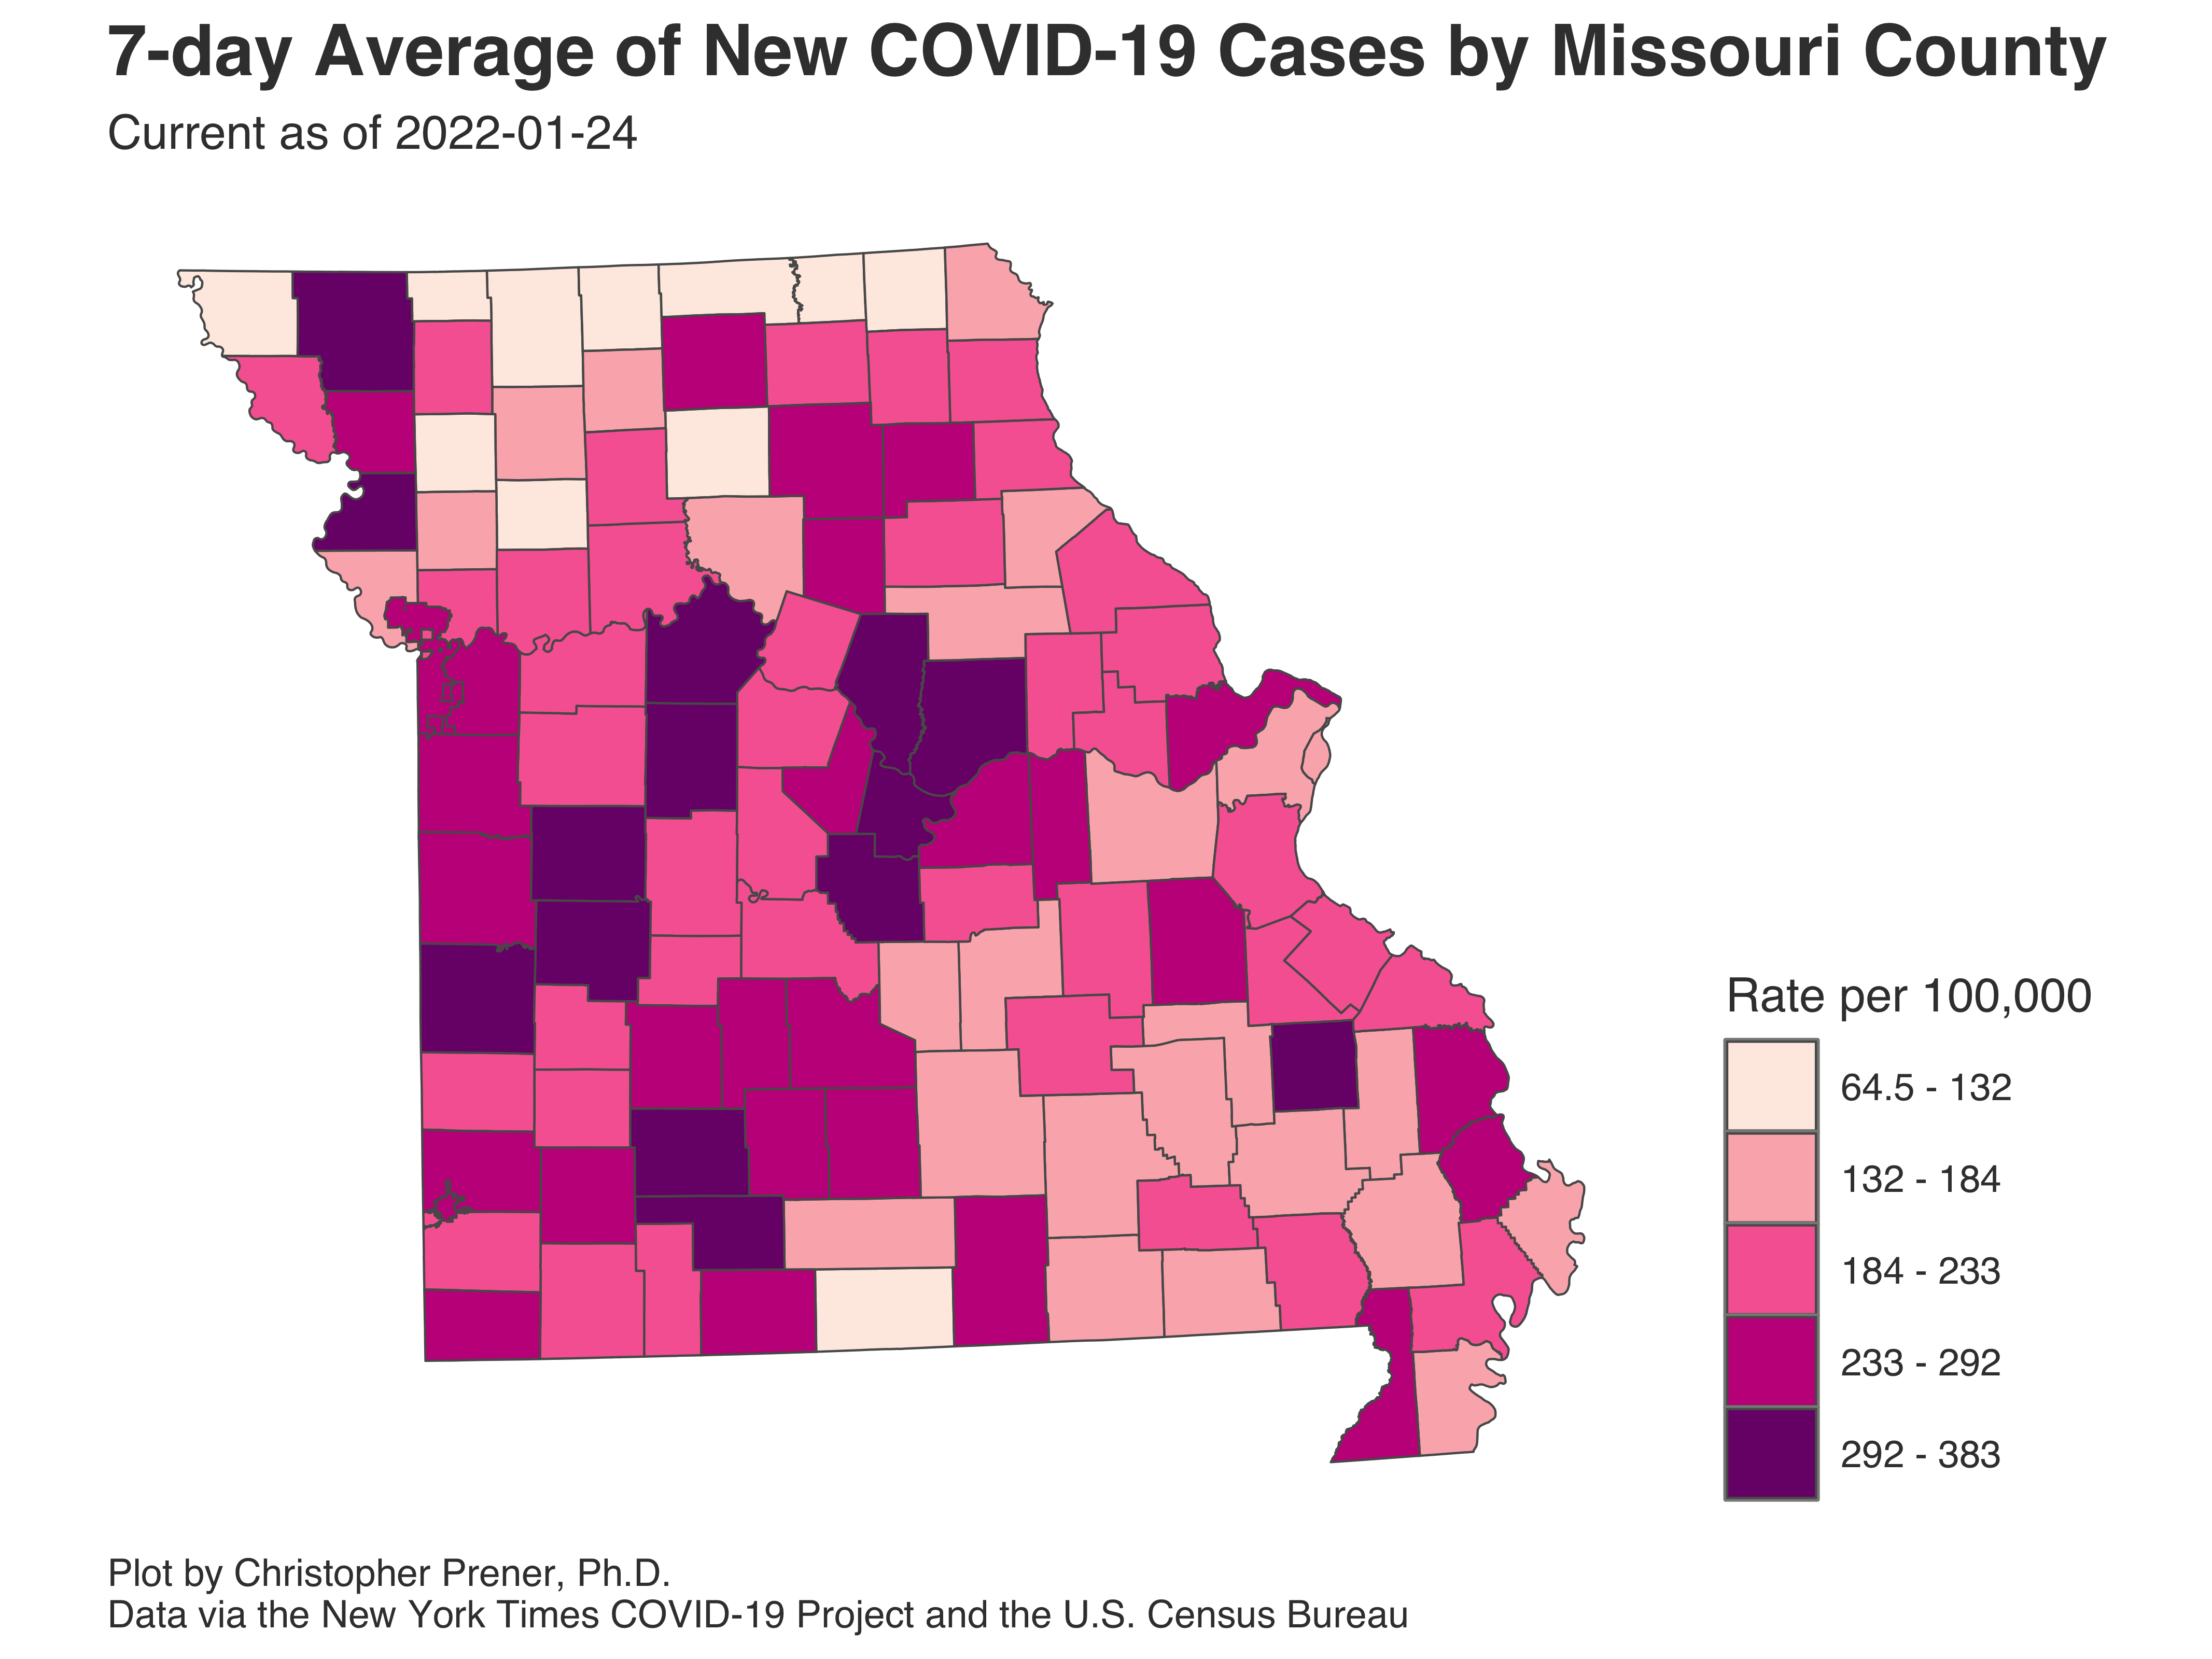 7-day Average of New COVID-19 Cases by Missouri County
Current as of 2022-01-24
Rate per 100,000
64.5 - 132
132 - 184
184 - 233
233 - 292
292 - 383
Plot by Christopher Prener, Ph.D.
Data via the New York Times COVID-19 Project and the U.S. Census Bureau